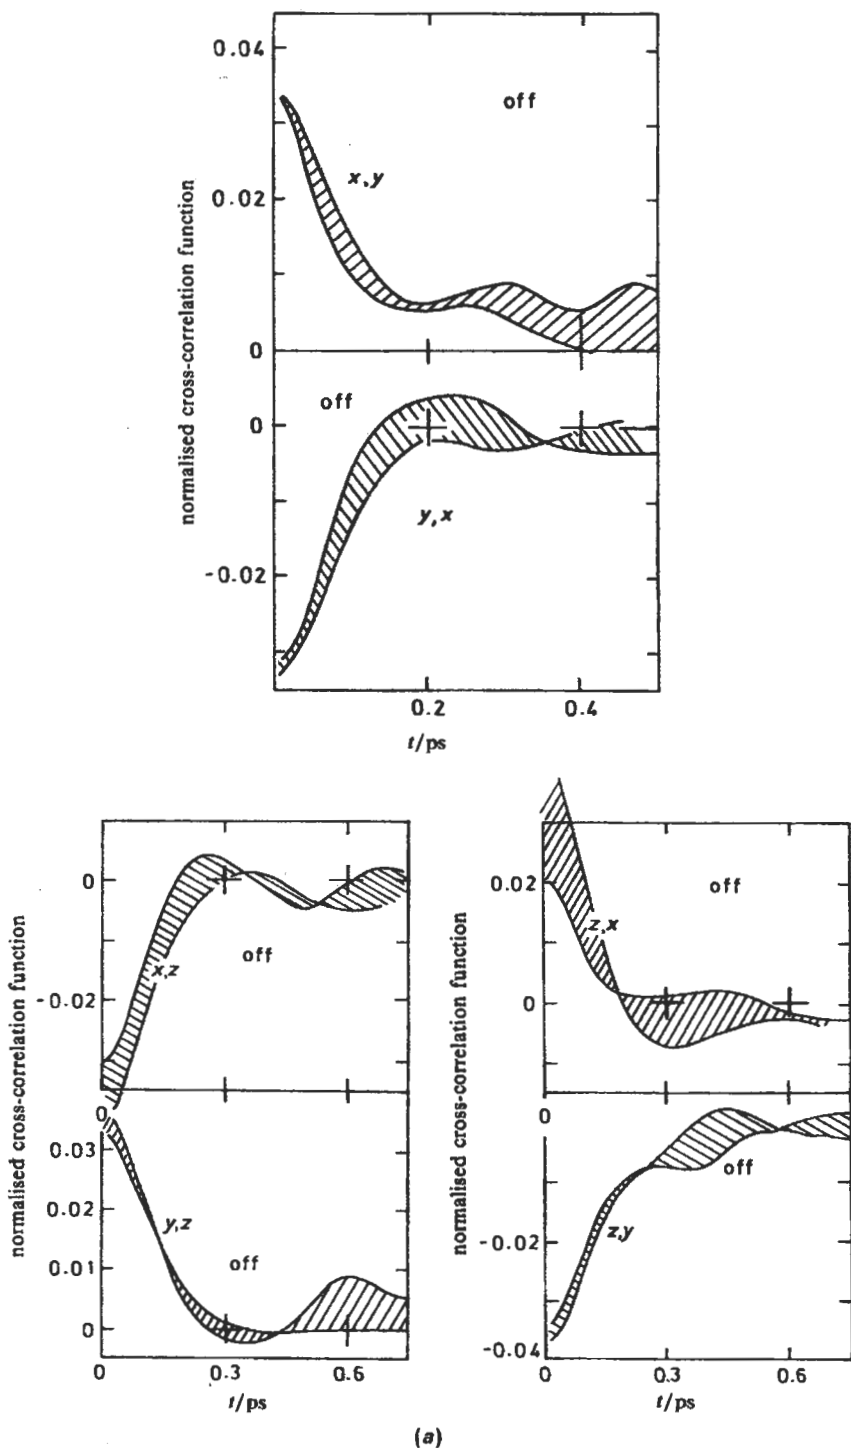 0.04
off
x,y
0.02
0
normalised cross-correlation function
off
0
y,x
-0.02
0.2 0.4
t/ps
normalised cross-correlation function
0
x,z
off
-0.02
0
0.03
y,z
0.02
off
0.01
0
0 0.3 0.6
t/ps
normalised cross-correlation function
0.02
off
z,x
0
0
off
z,y
-0.02
-0.04
0 0.3 0.6
t/ps
(a)